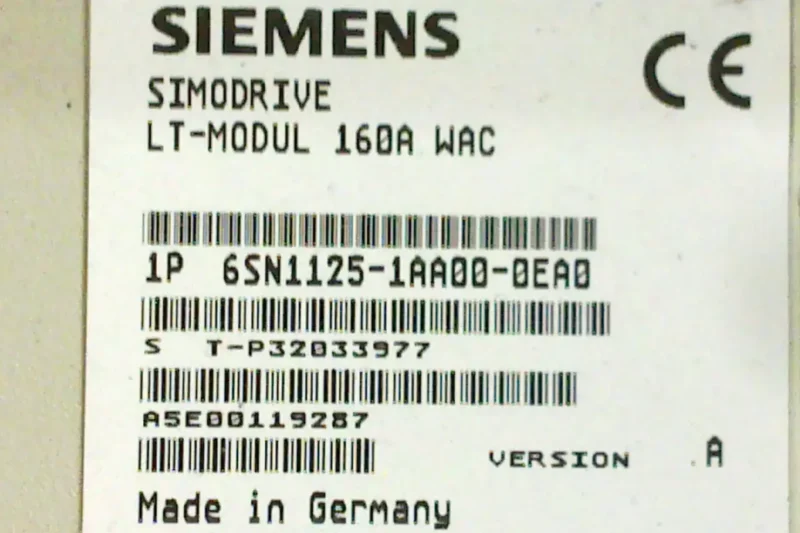 SIEMENS
CE
SIMODRIVE
LT-MODUL 160A WAC
1P 6SN1125-1AA00-0EA0
S T-P32033977
A5E00119287
VERSION A
Made in Germany